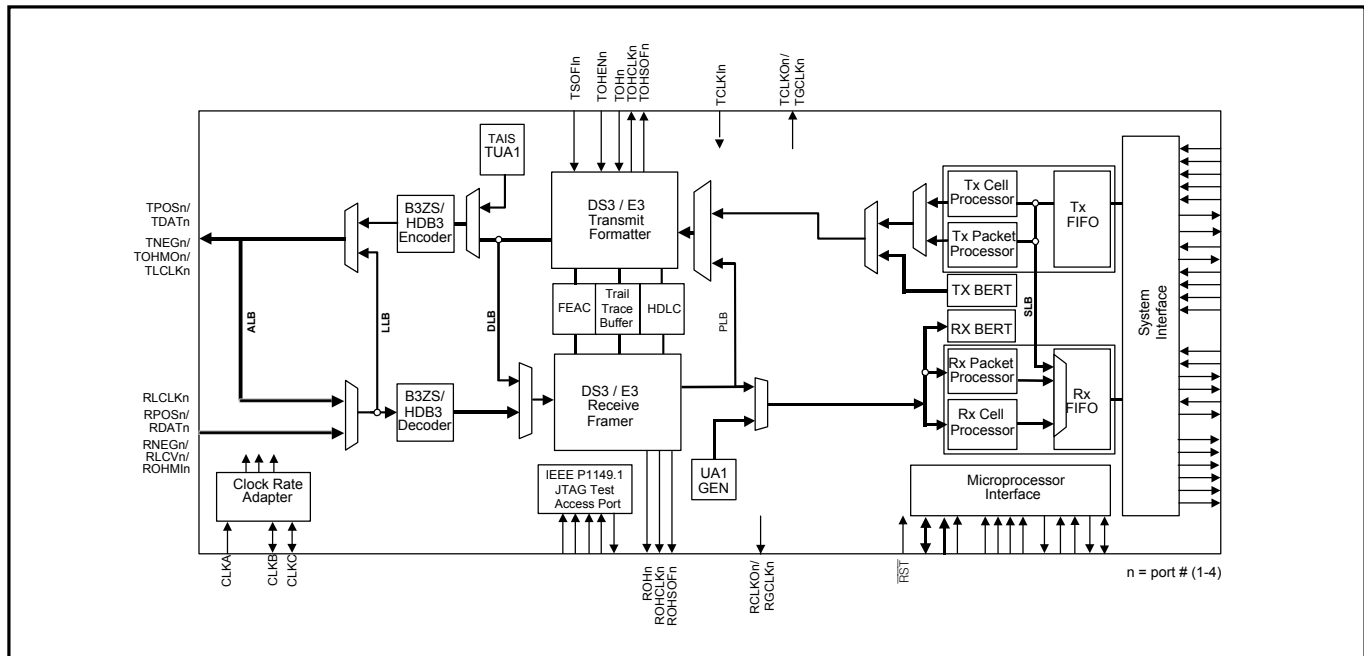 TSOFIn
TOHENn
TOHn
TOHCLKn
TOHSOFn
TCLKIn
TCLKOn/
TGCLKn
TAIS
TUA1
TPOSn/
TDATn
TNEGn/
TOHMOn/
TLCLKn
B3ZS/
HDB3
Encoder
DS3 / E3
Transmit
Formatter
Tx Cell
Processor
Tx Packet
Processor
Tx
FIFO
TX BERT
RX BERT
FEAC
Trail
Trace
Buffer
HDLC
ALB
LLB
DLB
PLB
SLB
System
Interface
RLCLKn
RPOSn/
RDATn
RNEGn/
RLCVn/
ROHMIn
B3ZS/
HDB3
Decoder
DS3 / E3
Receive
Framer
Rx Packet
Processor
Rx Cell
Processor
Rx
FIFO
UA1
GEN
Clock Rate
Adapter
IEEE P1149.1
JTAG Test
Access Port
Microprocessor
Interface
CLKA
CLKB
CLKC
ROHn
ROHCLKn
ROHSOFn
RCLKOn/
RGCLKn
RST
n = port # (1-4)